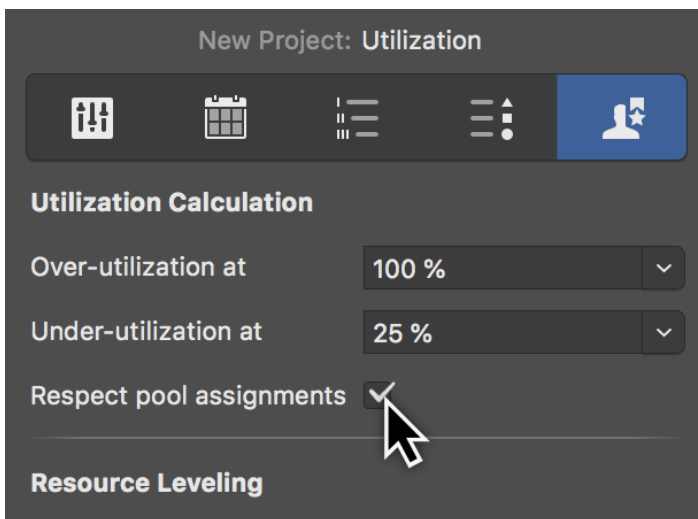 New Project: Utilization
Utilization Calculation
Over-utilization at 100 %
Under-utilization at 25 %
Respect pool assignments
Resource Leveling